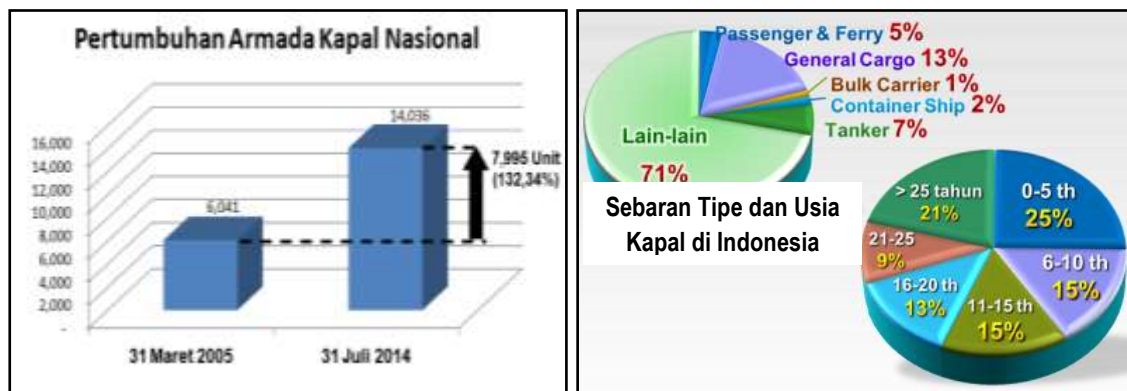 Pertumbuhan Armada Kapal Nasional
16,000
14,000
12,000
10,000
8,000
6,000
4,000
2,000
-
6,041
14,036
7,995 Unit
(132,34%)
31 Maret 2005
31 Juli 2014
Passenger & Ferry 5%
General Cargo 13%
Bulk Carrier 1%
Container Ship 2%
Tanker 7%
Lain-lain
71%
Sebaran Tipe dan Usia
Kapal di Indonesia
> 25 tahun
21%
0-5 th
25%
21-25
9%
6-10 th
15%
16-20 th
13%
11-15 th
15%